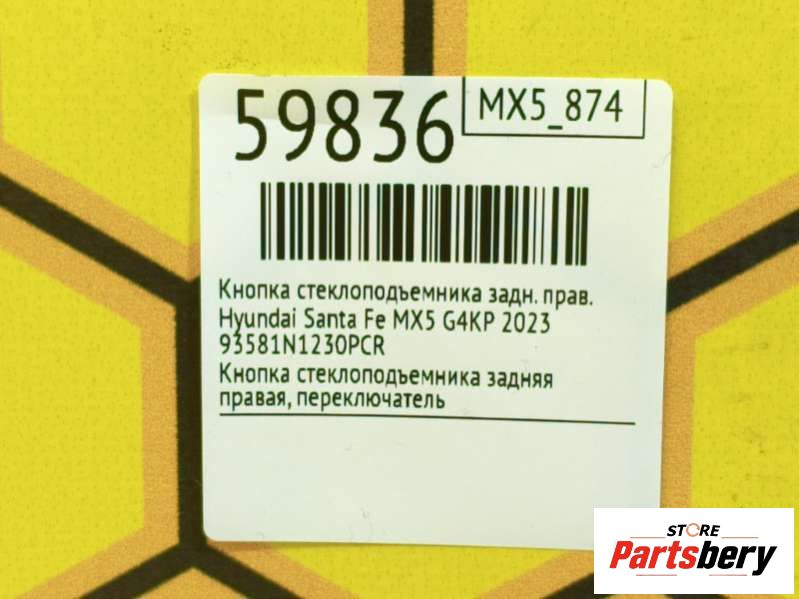 59836
MX5_874
Кнопка стеклоподъемника задн. прав.
Hyundai Santa Fe MX5 G4KP 2023
93581N1230PCR
Кнопка стеклоподъемника задняя
правая, переключатель
STORE
Partsbery